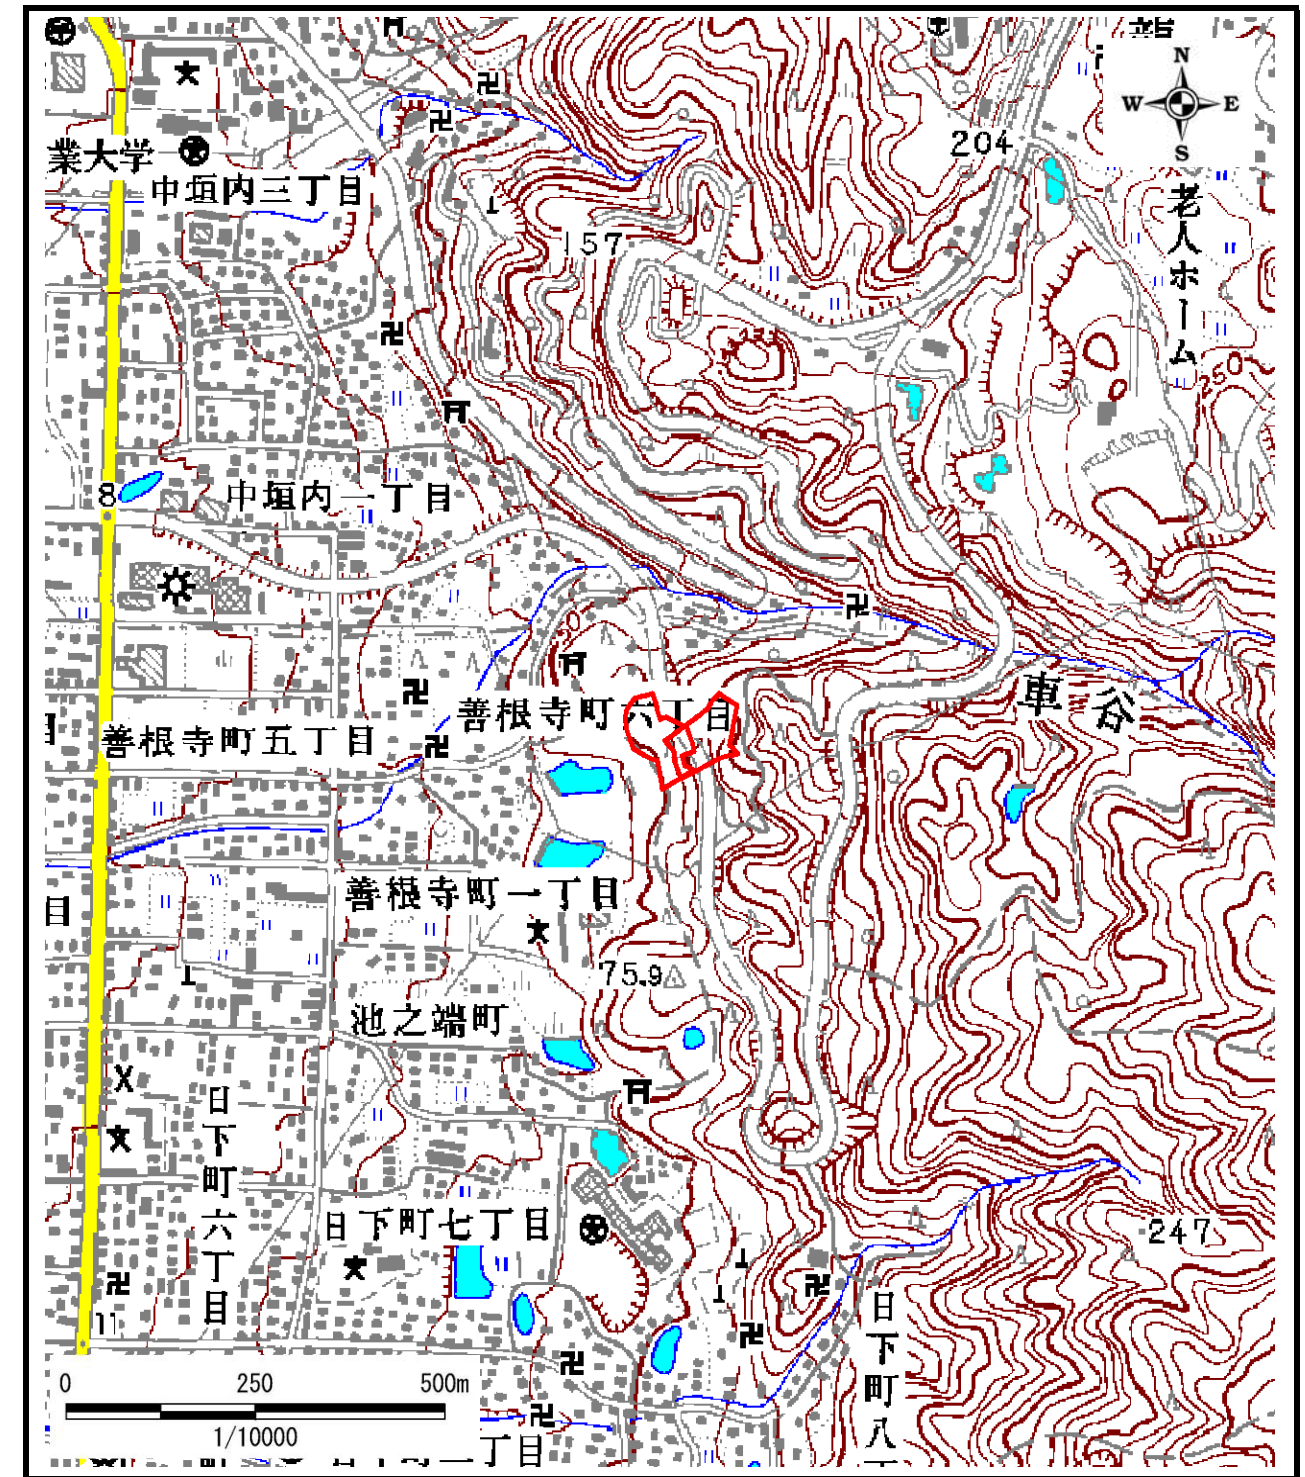 N
W E
S
204
業大学
中垣内三丁目
157
老人ホーム
250
8
中垣内一丁目
50
車谷
善根寺町六丁目
善根寺町五丁目
目
善根寺町一丁目
75.9
池之端町
日下町六丁目
日下町七丁目
247
日下町八
11
0 250 500m
1/10000
丁目